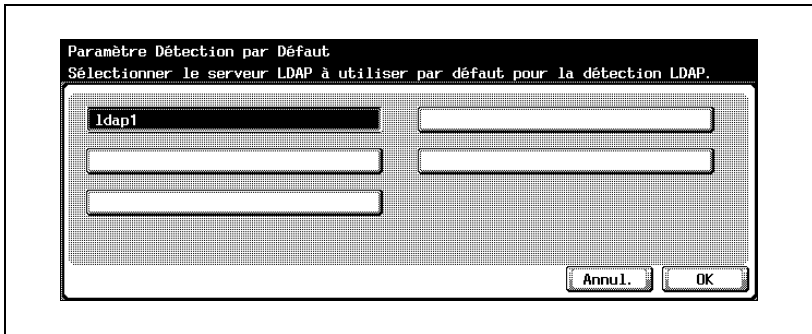 Paramètre Détection par Défaut
Sélectionner le serveur LDAP à utiliser par défaut pour la détection LDAP.
ldap1
Annul. OK